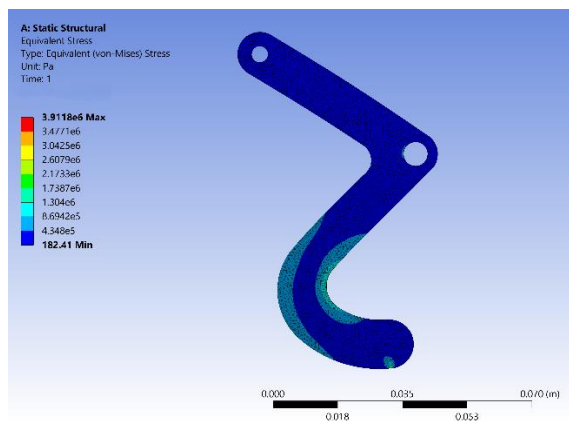 A: Static Structural
Equivalent Stress
Type: Equivalent (von-Mises) Stress
Unit: Pa
Time: 1
3.9118e6 Max
3.4771e6
3.0425e6
2.6079e6
2.1733e6
1.7387e6
1.304e6
8.6942e5
4.348e5
182.41 Min
0.000 0.035 0.070 (m)
0.018 0.053